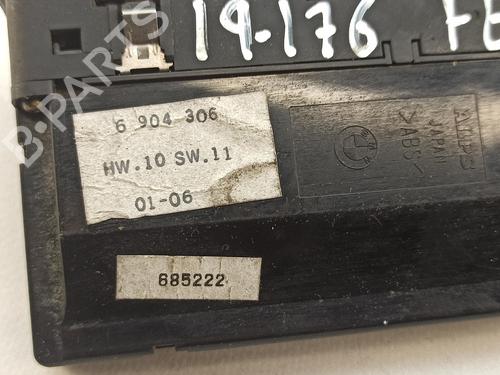 19-176 FE
6 904 306
HW.10 SW.11
01-06
685222
>ABS<
JAPAN
ALPS
B-PARTS